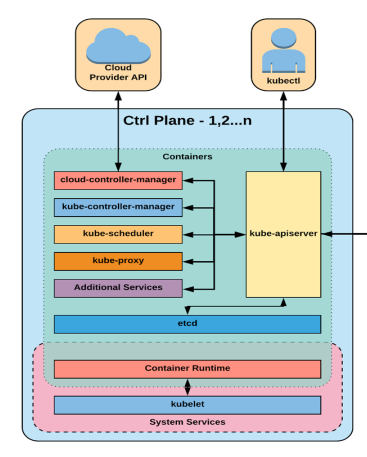 Cloud
Provider API
kubectl
Ctrl Plane - 1,2...n
Containers
cloud-controller-manager
kube-controller-manager
kube-scheduler
kube-apiserver
kube-proxy
Additional Services
etcd
Container Runtime
kubelet
System Services